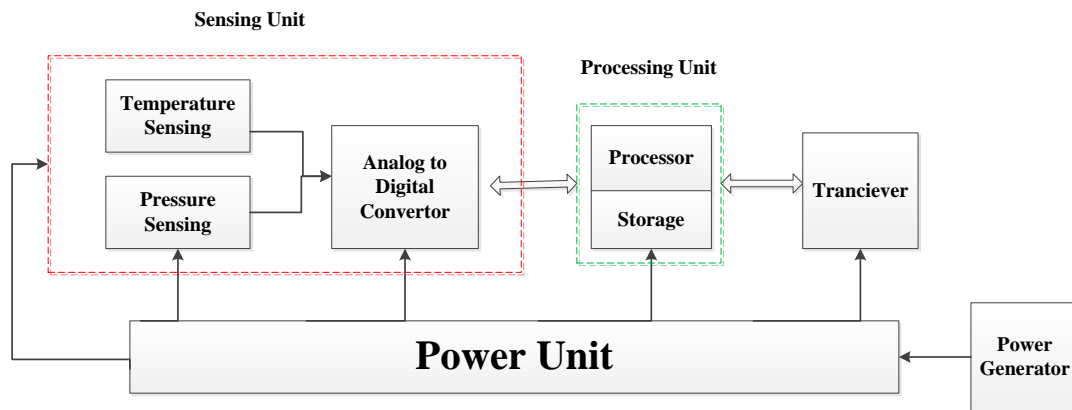 Sensing Unit
Processing Unit
Temperature
Sensing
Pressure
Sensing
Analog to
Digital
Convertor
Processor
Storage
Tranciever
Power Unit
Power
Generator